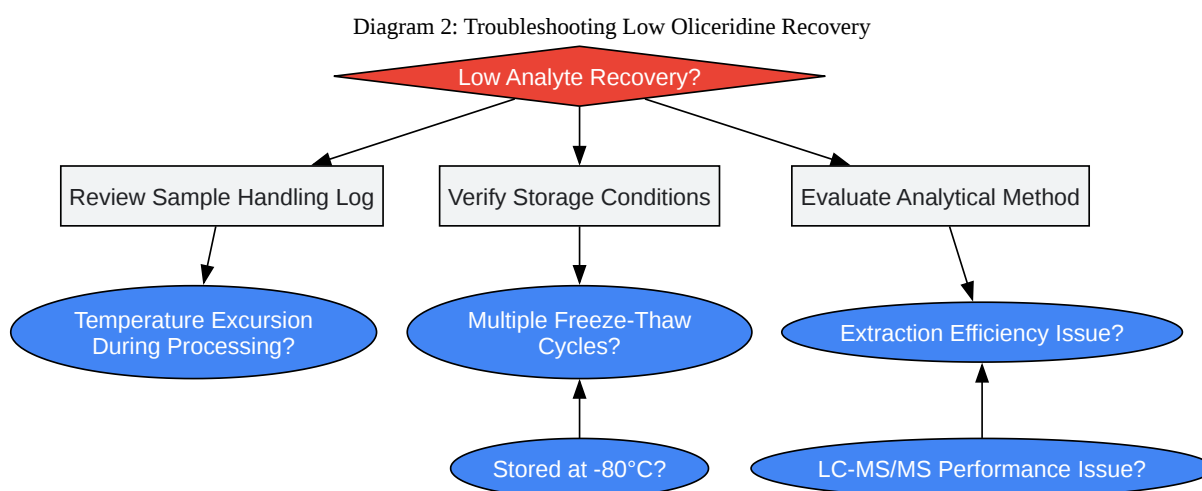 Diagram 2: Troubleshooting Low Oliceridine Recovery
Low Analyte Recovery?
Review Sample Handling Log
Verify Storage Conditions
Evaluate Analytical Method
Temperature Excursion
During Processing?
Multiple Freeze-Thaw
Cycles?
Extraction Efficiency Issue?
Stored at -80°C?
LC-MS/MS Performance Issue?